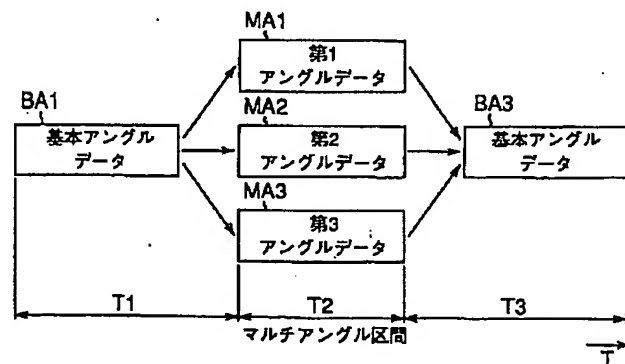 MA1
第1
アングルデータ
BA1
基本アングル
データ
MA2
第2
アングルデータ
BA3
基本アングル
データ
MA3
第3
アングルデータ
T1
T2
T3
マルチアングル区間
T